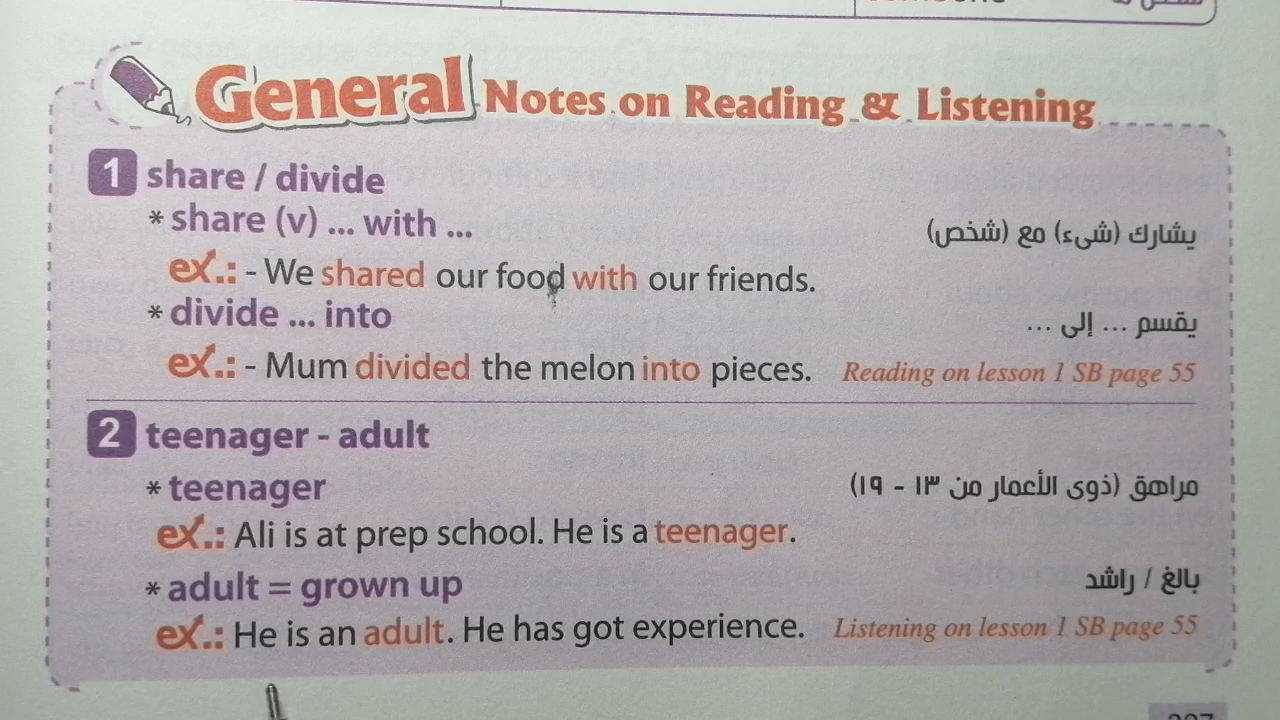 General Notes on Reading & Listening
1 share / divide
* share (v) ... with ... يشارك (شىء) مع (شخص)
ex.: - We shared our food with our friends.
* divide ... into يقسم ... إلى ...
ex.: - Mum divided the melon into pieces. Reading on lesson 1 SB page 55
2 teenager - adult
* teenager مراهق (ذوى الأعمار من ١٣ - ١٩)
ex.: Ali is at prep school. He is a teenager.
* adult = grown up بالغ / راشد
ex.: He is an adult. He has got experience. Listening on lesson 1 SB page 55